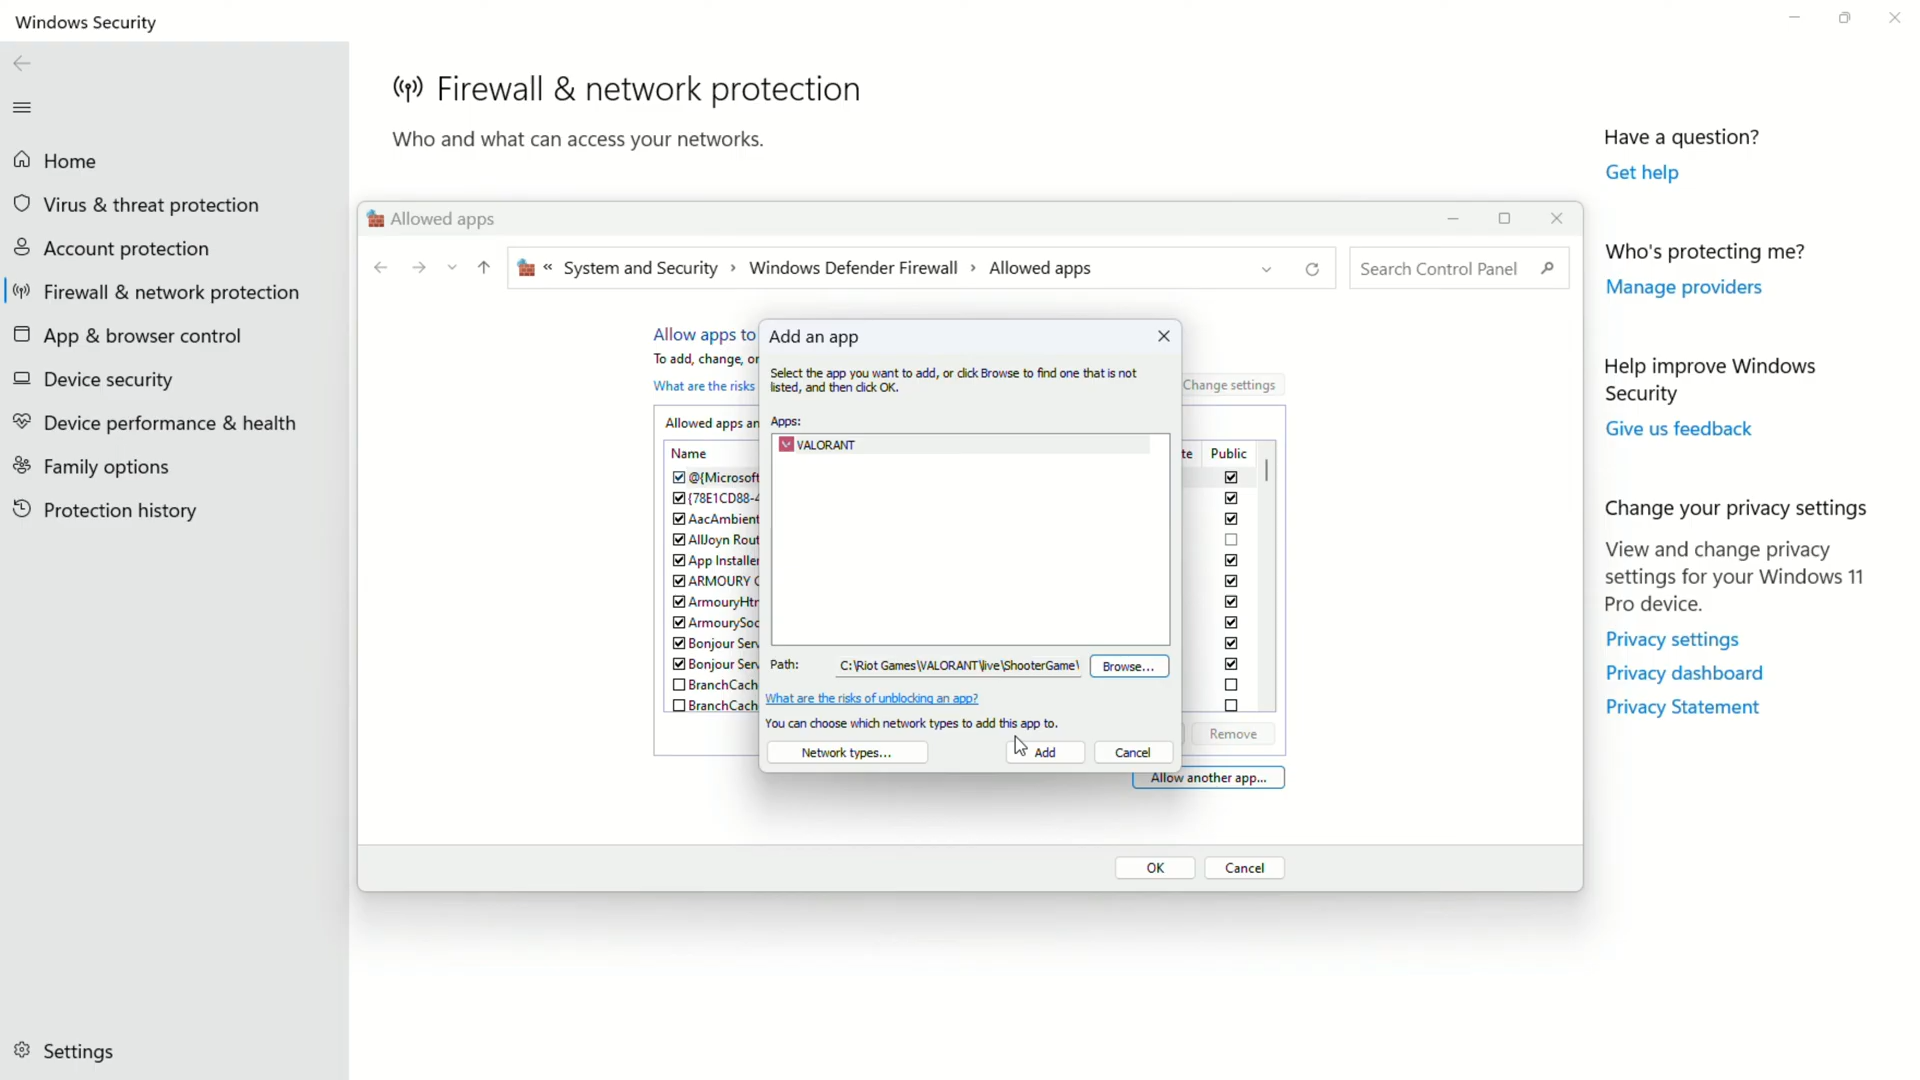 Windows Security
Home
Virus & threat protection
Account protection
Firewall & network protection
App & browser control
Device security
Device performance & health
Family options
Protection history
Settings
Firewall & network protection
Who and what can access your networks.
Allowed apps
« System and Security › Windows Defender Firewall › Allowed apps
Search Control Panel
Allow apps to
To add, change, or
What are the risks
Change settings
Allowed apps an
Name
te
Public
@{Microsoft
{78E1CD88-4
AacAmbient
AllJoyn Rout
App Installer
ARMOURY C
ArmouryHtm
ArmourySoc
Bonjour Serv
Bonjour Serv
BranchCach
BranchCach
Remove
Allow another app...
OK
Cancel
Add an app
Select the app you want to add, or click Browse to find one that is not
listed, and then click OK.
Apps:
VALORANT
Path:
C:\Riot Games\VALORANT\live\ShooterGame\
Browse...
What are the risks of unblocking an app?
You can choose which network types to add this app to.
Network types...
Add
Cancel
Have a question?
Get help
Who's protecting me?
Manage providers
Help improve Windows
Security
Give us feedback
Change your privacy settings
View and change privacy
settings for your Windows 11
Pro device.
Privacy settings
Privacy dashboard
Privacy Statement